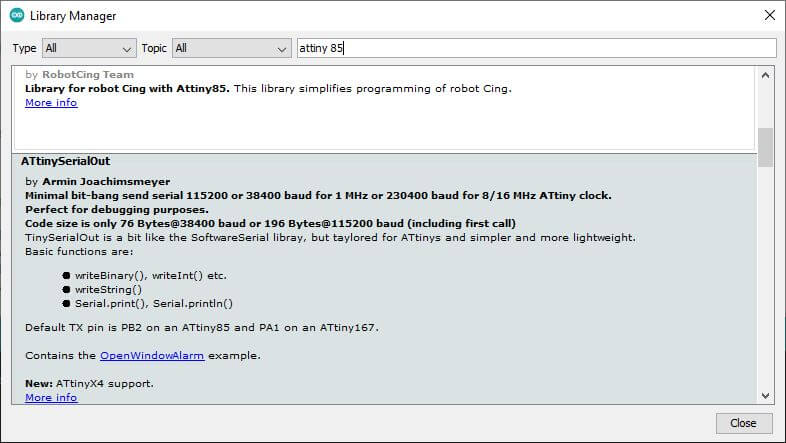 Library Manager
Type All Topic All attiny 85
by RobotCing Team
Library for robot Cing with Attiny85. This library simplifies programming of robot Cing.
More info
ATtinySerialOut
by Armin Joachimsmeyer
Minimal bit-bang send serial 115200 or 38400 baud for 1 MHz or 230400 baud for 8/16 MHz ATtiny clock.
Perfect for debugging purposes.
Code size is only 76 Bytes@38400 baud or 196 Bytes@115200 baud (including first call)
TinySerialOut is a bit like the SoftwareSerial libray, but taylored for ATtinys and simpler and more lightweight.
Basic functions are:
● writeBinary(), writeInt() etc.
● writeString()
● Serial.print(), Serial.println()
Default TX pin is PB2 on an ATtiny85 and PA1 on an ATtiny167.
Contains the OpenWindowAlarm example.
New: ATtinyX4 support.
More info
Close